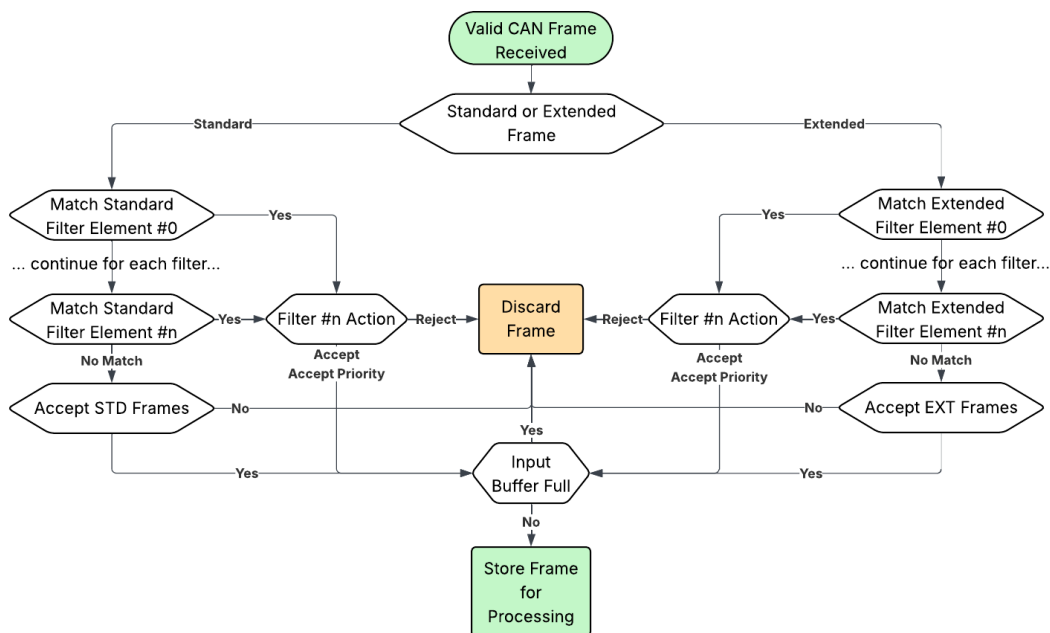 Valid CAN Frame
Received
Standard or Extended
Frame
Standard
Extended
Match Standard
Filter Element #0
Yes
Yes
Match Extended
Filter Element #0
... continue for each filter...
... continue for each filter...
Match Standard
Filter Element #n
Yes
Filter #n Action
Reject
Discard
Frame
Reject
Filter #n Action
Yes
Match Extended
Filter Element #n
No Match
Accept
Accept Priority
Accept
Accept Priority
No Match
Accept STD Frames
No
No
Accept EXT Frames
Yes
Yes
Input
Buffer Full
Yes
No
Store Frame
for
Processing